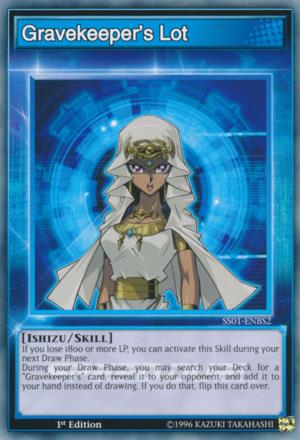 Gravekeeper's Lot
SS01-ENBS2
[ISHIZU/SKILL]
If you lose 1800 or more LP, you can activate this Skill during your
next Draw Phase.
During your Draw Phase, you may search your Deck for a
"Gravekeeper's" card, reveal it to your opponent, and add it to
your hand instead of drawing. If you do that, flip this card over.
1st Edition
©1996 KAZUKI TAKAHASHI